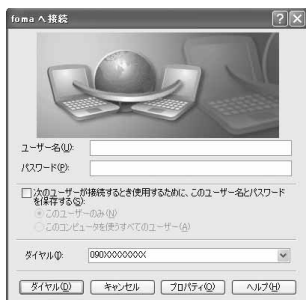 foma へ接続
ユーザー名(U):
パスワード(P):
次のユーザーが接続するとき使用するために、このユーザー名とパスワード
を保存する(S):
このユーザーのみ(N)
このコンピュータを使うすべてのユーザー(A)
ダイヤル(I):
090XXXXXXXX
ダイヤル(D) キャンセル プロパティ(O) ヘルプ(H)